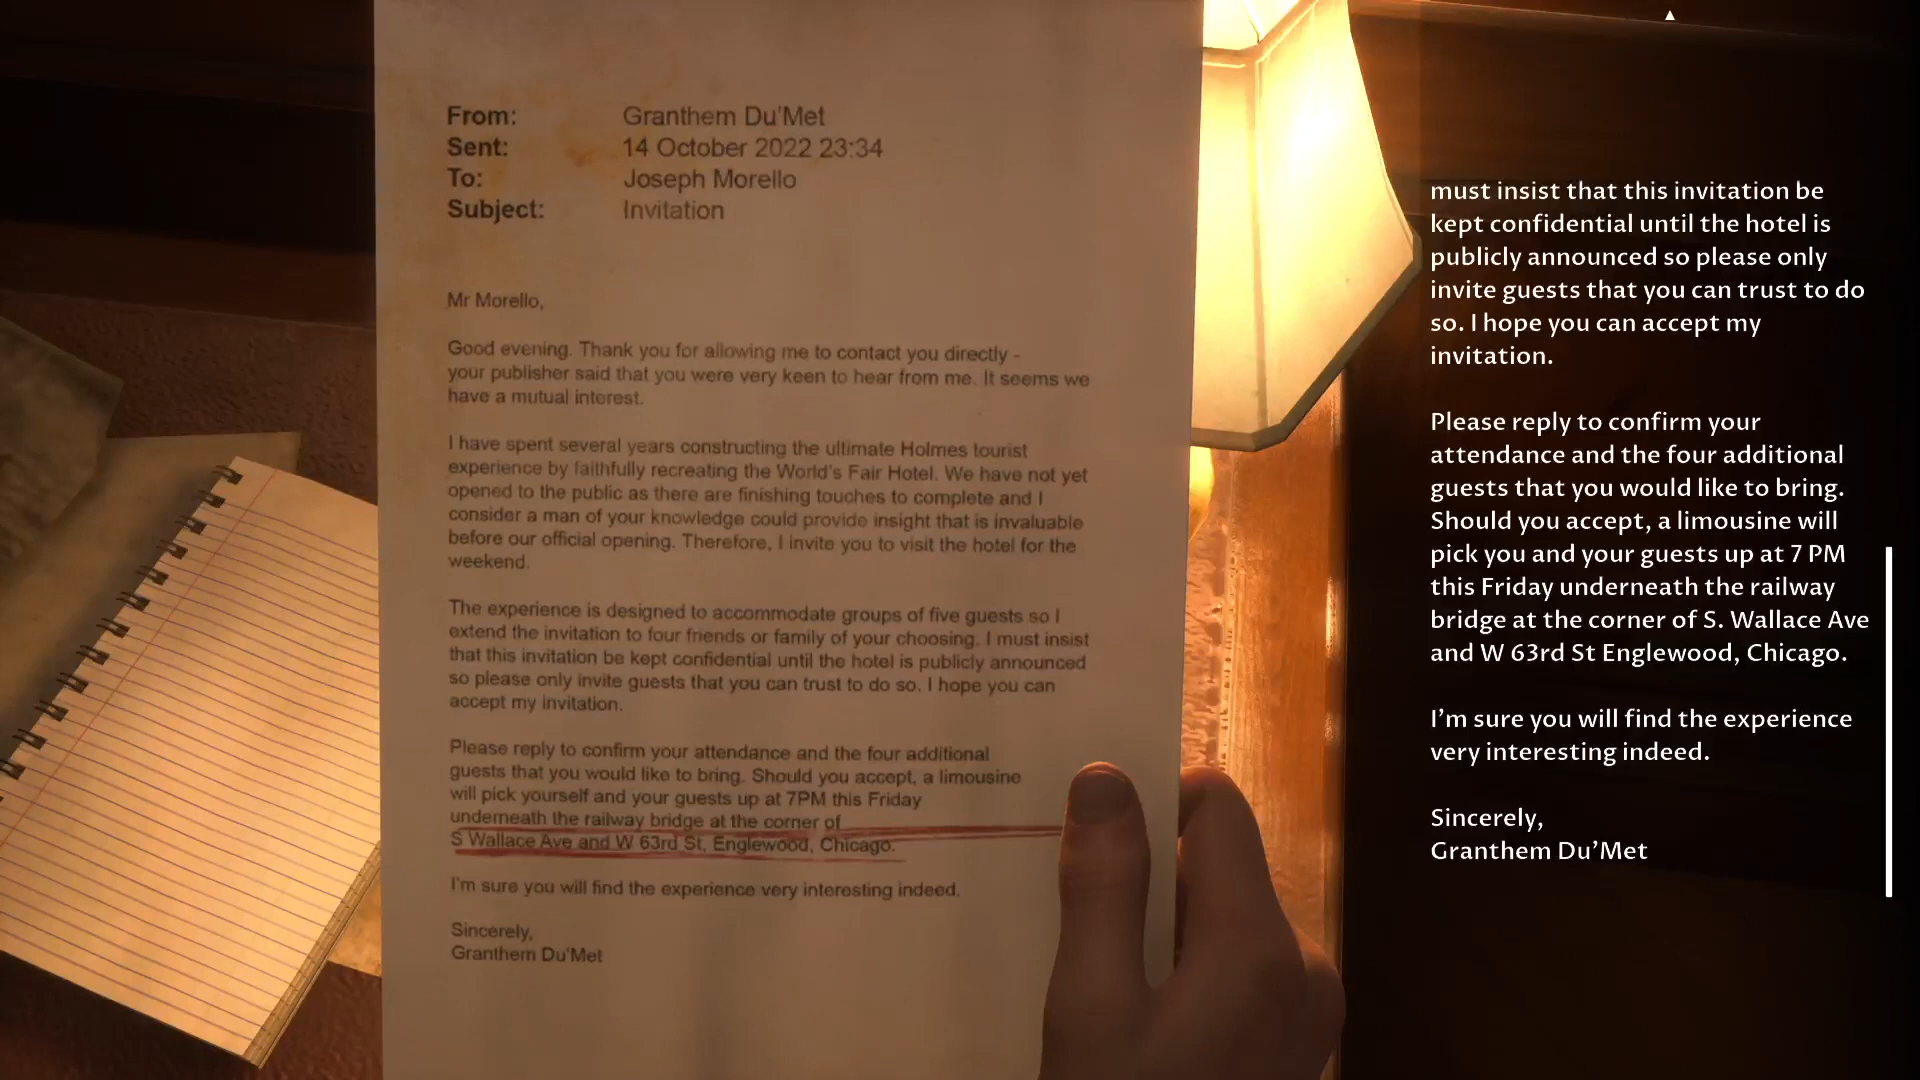 From: Granthem Du'Met
Sent: 14 October 2022 23:34
To: Joseph Morello
Subject: Invitation
Mr Morello,
Good evening. Thank you for allowing me to contact you directly -
your publisher said that you were very keen to hear from me. It seems we
have a mutual interest.
I have spent several years constructing the ultimate Holmes tourist
experience by faithfully recreating the World's Fair Hotel. We have not yet
opened to the public as there are finishing touches to complete and I
consider a man of your knowledge could provide insight that is invaluable
before our official opening. Therefore, I invite you to visit the hotel for the
weekend.
The experience is designed to accommodate groups of five guests so I
extend the invitation to four friends or family of your choosing. I must insist
that this invitation be kept confidential until the hotel is publicly announced
so please only invite guests that you can trust to do so. I hope you can
accept my invitation.
Please reply to confirm your attendance and the four additional
guests that you would like to bring. Should you accept, a limousine
will pick yourself and your guests up at 7PM this Friday
underneath the railway bridge at the corner of
S Wallace Ave and W 63rd St, Englewood, Chicago.
I'm sure you will find the experience very interesting indeed.
Sincerely,
Granthem Du'Met
must insist that this invitation be
kept confidential until the hotel is
publicly announced so please only
invite guests that you can trust to do
so. I hope you can accept my
invitation.
Please reply to confirm your
attendance and the four additional
guests that you would like to bring.
Should you accept, a limousine will
pick you and your guests up at 7 PM
this Friday underneath the railway
bridge at the corner of S. Wallace Ave
and W 63rd St Englewood, Chicago.
I'm sure you will find the experience
very interesting indeed.
Sincerely,
Granthem Du'Met